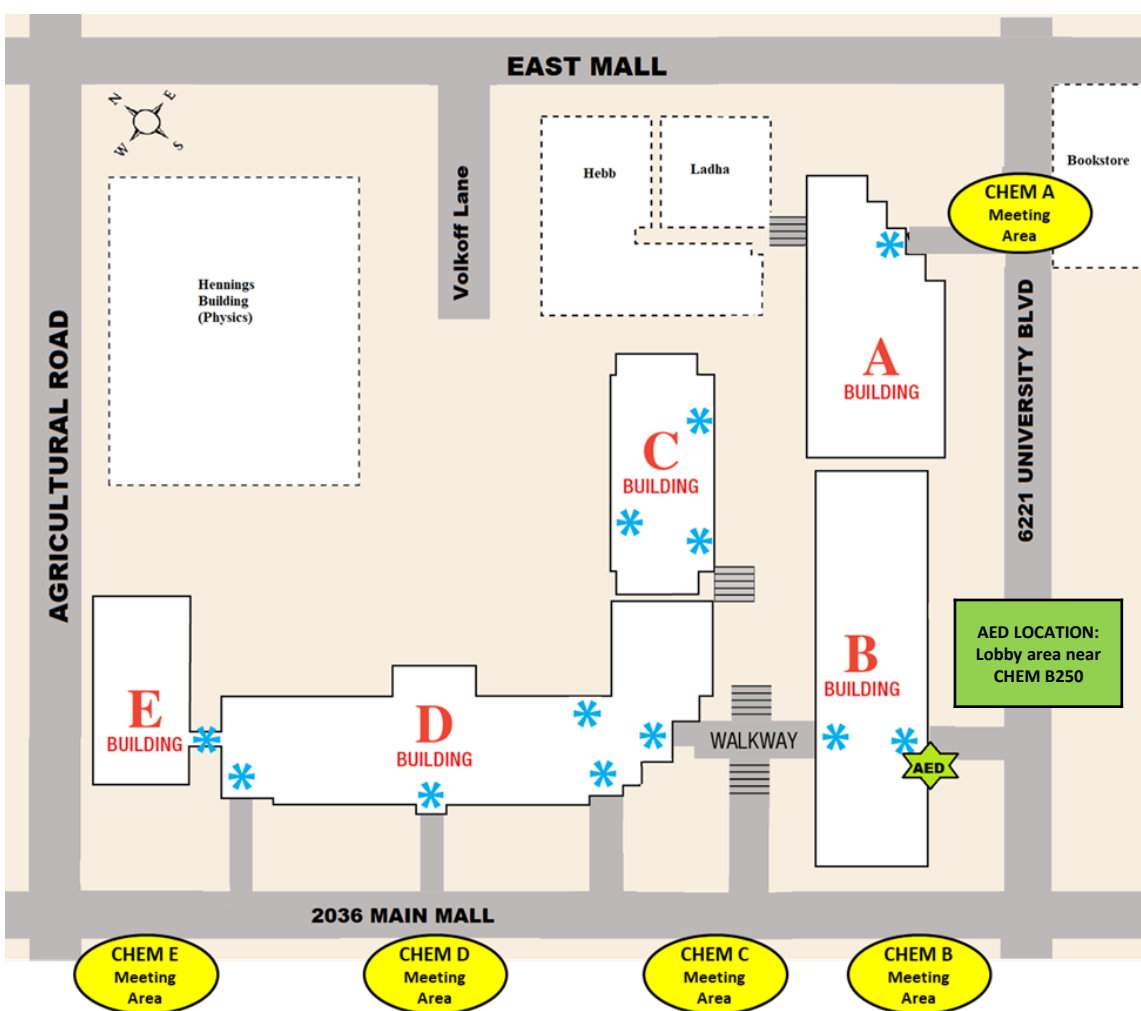 EAST MALL
N
E
W
S
Hebb
Ladha
Bookstore
Volkoff Lane
CHEM A
Meeting
Area
Hennings
Building
(Physics)
AGRICULTURAL ROAD
6221 UNIVERSITY BLVD
A
BUILDING
C
BUILDING
AED LOCATION:
Lobby area near
CHEM B250
B
BUILDING
E
BUILDING
D
BUILDING
WALKWAY
AED
2036 MAIN MALL
CHEM E
Meeting
Area
CHEM D
Meeting
Area
CHEM C
Meeting
Area
CHEM B
Meeting
Area